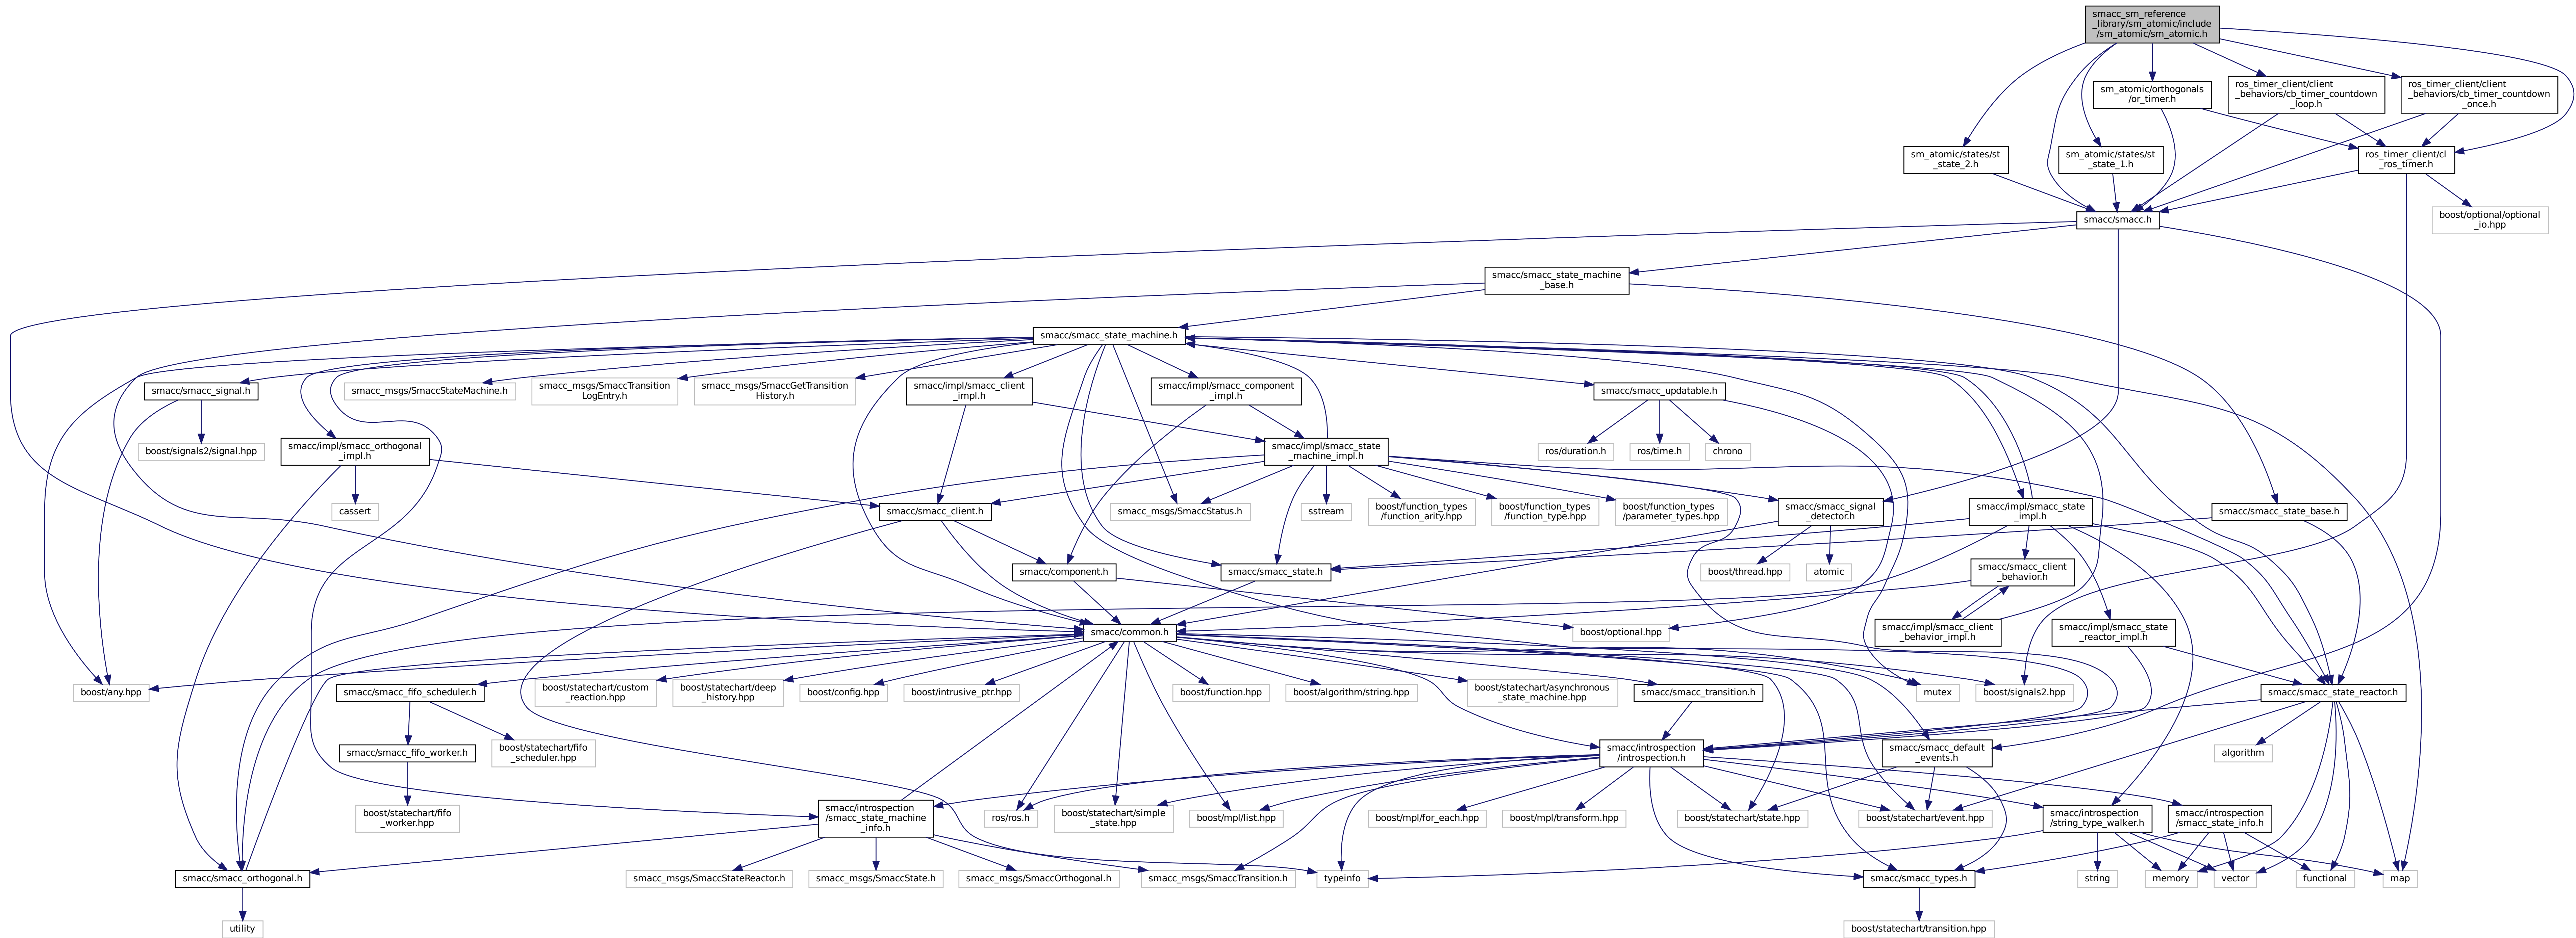 smacc_sm_reference
_library/sm_atomic/include
/sm_atomic/sm_atomic.h
sm_atomic/orthogonals
/or_timer.h
ros_timer_client/client
_behaviors/cb_timer_countdown
_loop.h
ros_timer_client/client
_behaviors/cb_timer_countdown
_once.h
sm_atomic/states/st
_state_2.h
sm_atomic/states/st
_state_1.h
ros_timer_client/cl
_ros_timer.h
smacc/smacc.h
boost/optional/optional
_io.hpp
smacc/smacc_state_machine
_base.h
smacc/smacc_state_machine.h
smacc/smacc_signal.h
smacc_msgs/SmaccStateMachine.h
smacc_msgs/SmaccTransition
LogEntry.h
smacc_msgs/SmaccGetTransition
History.h
smacc/impl/smacc_client
_impl.h
smacc/impl/smacc_component
_impl.h
smacc/smacc_updatable.h
boost/signals2/signal.hpp
smacc/impl/smacc_orthogonal
_impl.h
smacc/impl/smacc_state
_machine_impl.h
ros/duration.h
ros/time.h
chrono
cassert
smacc/smacc_client.h
smacc_msgs/SmaccStatus.h
sstream
boost/function_types
/function_arity.hpp
boost/function_types
/function_type.hpp
boost/function_types
/parameter_types.hpp
smacc/smacc_signal
_detector.h
smacc/impl/smacc_state
_impl.h
smacc/smacc_state_base.h
smacc/component.h
smacc/smacc_state.h
boost/thread.hpp
atomic
smacc/smacc_client
_behavior.h
smacc/common.h
boost/optional.hpp
smacc/impl/smacc_client
_behavior_impl.h
smacc/impl/smacc_state
_reactor_impl.h
boost/any.hpp
smacc/smacc_fifo_scheduler.h
boost/statechart/custom
_reaction.hpp
boost/statechart/deep
_history.hpp
boost/config.hpp
boost/intrusive_ptr.hpp
boost/function.hpp
boost/algorithm/string.hpp
boost/statechart/asynchronous
_state_machine.hpp
smacc/smacc_transition.h
mutex
boost/signals2.hpp
smacc/smacc_state_reactor.h
smacc/smacc_fifo_worker.h
boost/statechart/fifo
_scheduler.hpp
smacc/introspection
/introspection.h
smacc/smacc_default
_events.h
algorithm
boost/statechart/fifo
_worker.hpp
smacc/introspection
/smacc_state_machine
_info.h
ros/ros.h
boost/statechart/simple
_state.hpp
boost/mpl/list.hpp
boost/mpl/for_each.hpp
boost/mpl/transform.hpp
boost/statechart/state.hpp
boost/statechart/event.hpp
smacc/introspection
/string_type_walker.h
smacc/introspection
/smacc_state_info.h
smacc/smacc_orthogonal.h
smacc_msgs/SmaccStateReactor.h
smacc_msgs/SmaccState.h
smacc_msgs/SmaccOrthogonal.h
smacc_msgs/SmaccTransition.h
typeinfo
smacc/smacc_types.h
string
memory
vector
functional
map
utility
boost/statechart/transition.hpp